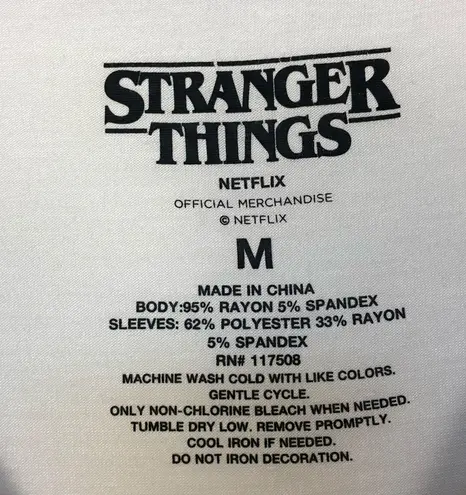 STRANGER
THINGS
NETFLIX
OFFICIAL MERCHANDISE
© NETFLIX
M
MADE IN CHINA
BODY:95% RAYON 5% SPANDEX
SLEEVES: 62% POLYESTER 33% RAYON
5% SPANDEX
RN# 117508
MACHINE WASH COLD WITH LIKE COLORS.
GENTLE CYCLE.
ONLY NON-CHLORINE BLEACH WHEN NEEDED.
TUMBLE DRY LOW. REMOVE PROMPTLY.
COOL IRON IF NEEDED.
DO NOT IRON DECORATION.